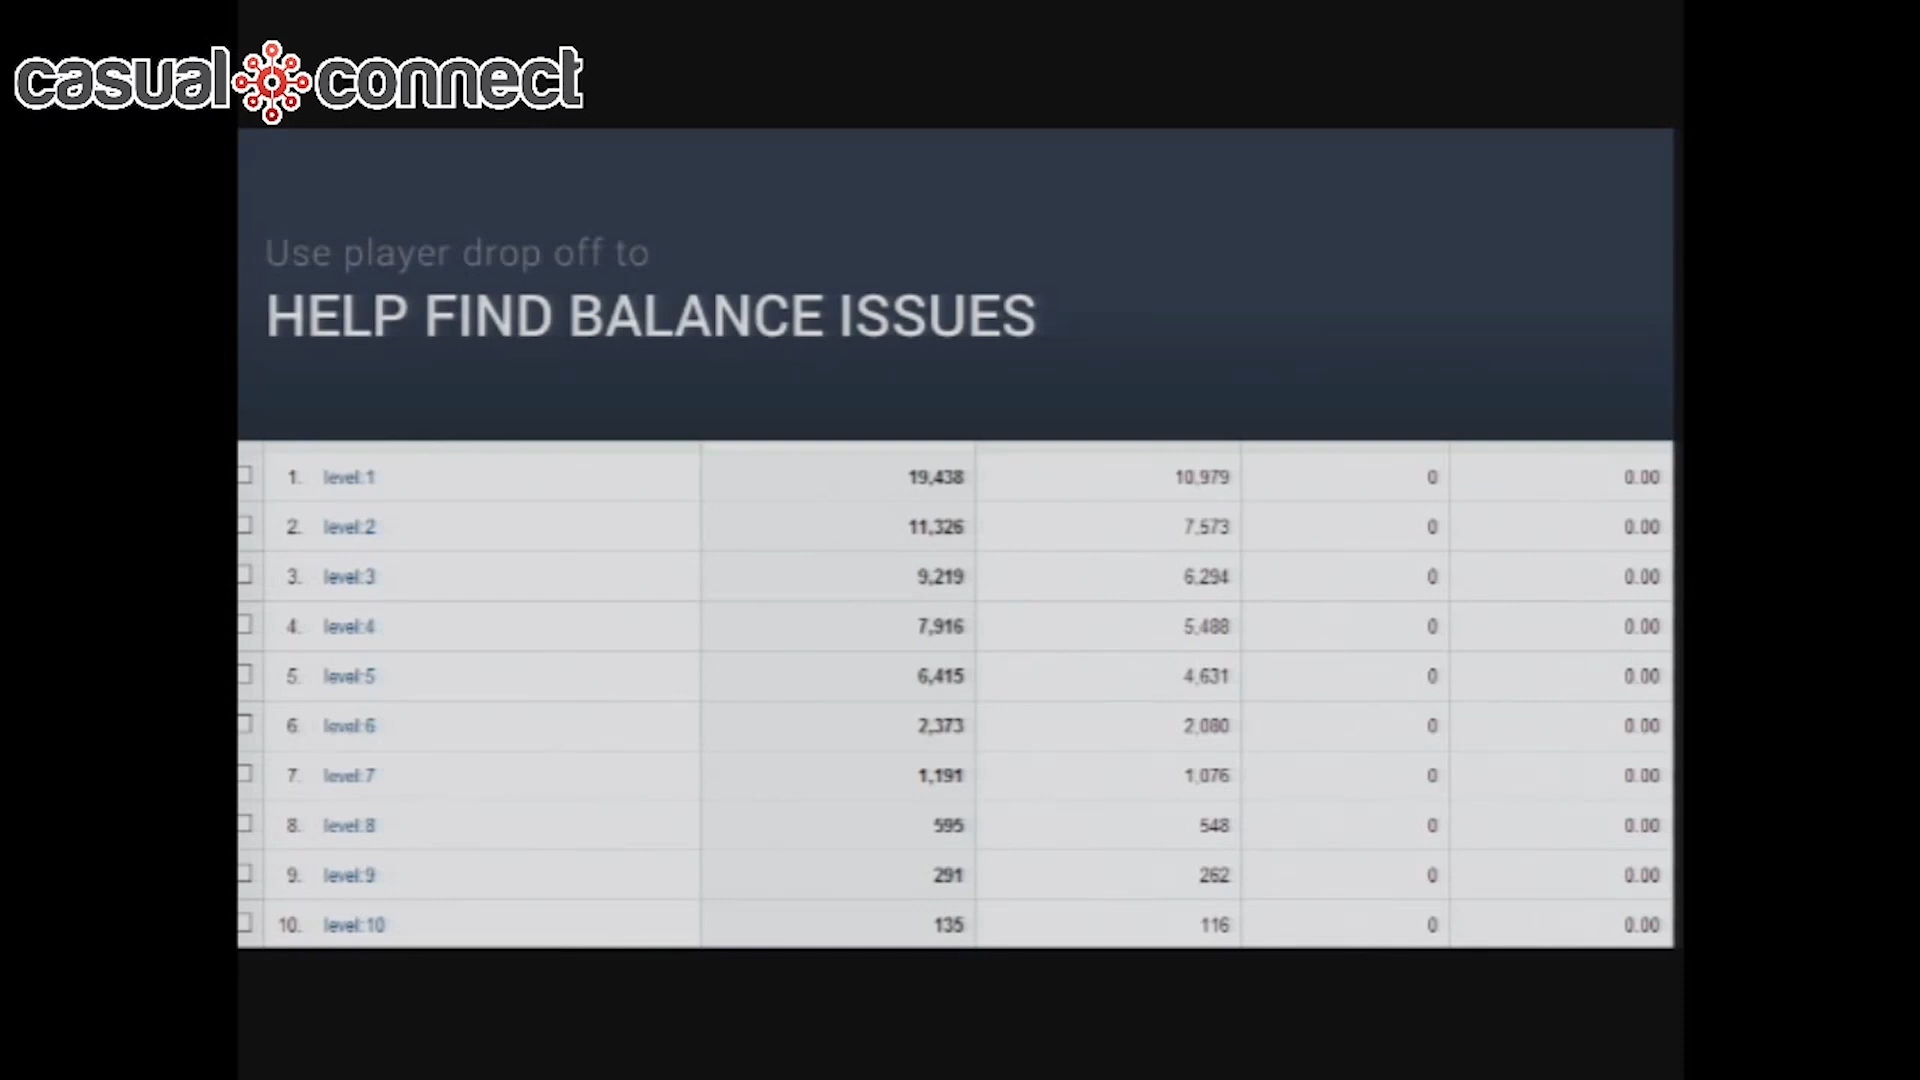 casual connect
Use player drop off to
HELP FIND BALANCE ISSUES
1. level:1 19,438 10,979 0 0.00
2. level:2 11,326 7,573 0 0.00
3. level:3 9,219 6,294 0 0.00
4. level:4 7,916 5,488 0 0.00
5. level:5 6,415 4,631 0 0.00
6. level:6 2,373 2,080 0 0.00
7. level:7 1,191 1,076 0 0.00
8. level:8 595 548 0 0.00
9. level:9 291 262 0 0.00
10. level:10 135 116 0 0.00